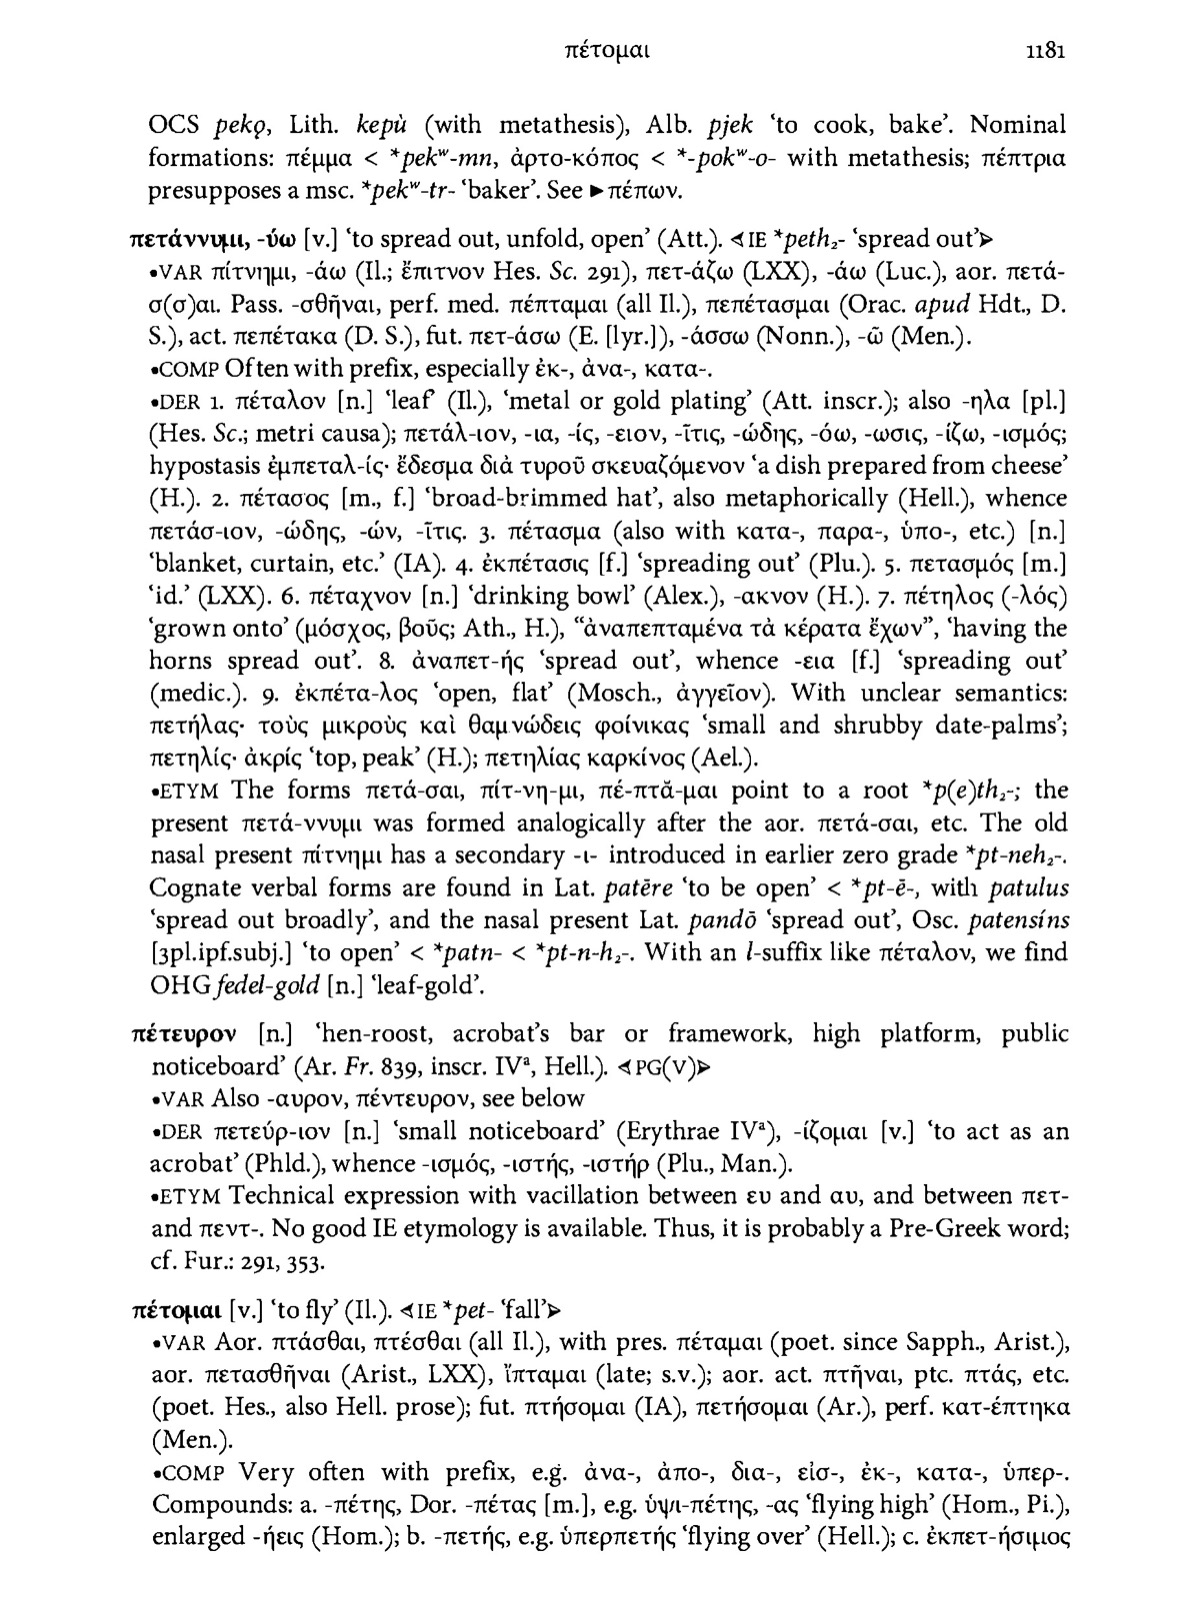 πέτομαι 1181
OCS pekǫ, Lith. kepù (with metathesis), Alb. pjek ‘to cook, bake’. Nominal
formations: πέμμα < *pekʷ-mn, ἀρτο-κόπος < *-pokʷ-o- with metathesis; πέπτρια
presupposes a msc. *pekʷ-tr- ‘baker’. See ►πέπων.
πετάννυμι, -ύω [v.] ‘to spread out, unfold, open’ (Att.). ⊲IE *peth₂- ‘spread out’⊳
•VAR πίτνημι, -άω (Il.; ἔπιτνον Hes. Sc. 291), πετ-άζω (LXX), -άω (Luc.), aor. πετά-
σ(σ)αι. Pass. -σθῆναι, perf. med. πέπταμαι (all Il.), πεπέτασμαι (Orac. apud Hdt., D.
S.), act. πεπέτακα (D. S.), fut. πετ-άσω (E. [lyr.]), -άσσω (Nonn.), -ῶ (Men.).
•COMP Often with prefix, especially ἐκ-, ἀνα-, κατα-.
•DER 1. πέταλον [n.] ‘leaf’ (Il.), ‘metal or gold plating’ (Att. inscr.); also -ηλα [pl.]
(Hes. Sc.; metri causa); πετάλ-ιον, -ια, -ίς, -ειον, -ῖτις, -ώδης, -όω, -ωσις, -ίζω, -ισμός;
hypostasis ἐμπεταλ-ίς· ἔδεσμα διὰ τυροῦ σκευαζόμενον ‘a dish prepared from cheese’
(H.). 2. πέτασος [m., f.] ‘broad-brimmed hat’, also metaphorically (Hell.), whence
πετάσ-ιον, -ώδης, -ών, -ῖτις. 3. πέτασμα (also with κατα-, παρα-, ὑπο-, etc.) [n.]
‘blanket, curtain, etc.’ (IA). 4. ἐκπέτασις [f.] ‘spreading out’ (Plu.). 5. πετασμός [m.]
‘id.’ (LXX). 6. πέταχνον [n.] ‘drinking bowl’ (Alex.), -ακνον (H.). 7. πέτηλος (-λός)
‘grown onto’ (μόσχος, βοῦς; Ath., H.), “ἀναπεπταμένα τὰ κέρατα ἔχων”, ‘having the
horns spread out’. 8. ἀναπετ-ής ‘spread out’, whence -εια [f.] ‘spreading out’
(medic.). 9. ἐκπέτα-λος ‘open, flat’ (Mosch., ἀγγεῖον). With unclear semantics:
πετήλας· τοὺς μικροὺς καὶ θαμνώδεις φοίνικας ‘small and shrubby date-palms’;
πετηλίς· ἀκρίς ‘top, peak’ (H.); πετηλίας καρκίνος (Ael.).
•ETYM The forms πετά-σαι, πίτ-νη-μι, πέ-πτᾰ-μαι point to a root *p(e)th₂-; the
present πετά-ννυμι was formed analogically after the aor. πετά-σαι, etc. The old
nasal present πίτνημι has a secondary -ι- introduced in earlier zero grade *pt-neh₂-.
Cognate verbal forms are found in Lat. patēre ‘to be open’ < *pt-ē-, with patulus
‘spread out broadly’, and the nasal present Lat. pandō ‘spread out’, Osc. patensíns
[3pl.ipf.subj.] ‘to open’ < *patn- < *pt-n-h₂-. With an l-suffix like πέταλον, we find
OHG fedel-gold [n.] ‘leaf-gold’.
πέτευρον [n.] ‘hen-roost, acrobat’s bar or framework, high platform, public
noticeboard’ (Ar. Fr. 839, inscr. IVᵃ, Hell.). ⊲PG(V)⊳
•VAR Also -αυρον, πέντευρον, see below
•DER πετεύρ-ιον [n.] ‘small noticeboard’ (Erythrae IVᵃ), -ίζομαι [v.] ‘to act as an
acrobat’ (Phld.), whence -ισμός, -ιστής, -ιστήρ (Plu., Man.).
•ETYM Technical expression with vacillation between ευ and αυ, and between πετ-
and πεντ-. No good IE etymology is available. Thus, it is probably a Pre-Greek word;
cf. Fur.: 291, 353.
πέτομαι [v.] ‘to fly’ (Il.). ⊲IE *pet- ‘fall’⊳
•VAR Aor. πτάσθαι, πτέσθαι (all Il.), with pres. πέταμαι (poet. since Sapph., Arist.),
aor. πετασθῆναι (Arist., LXX), ἵπταμαι (late; s.v.); aor. act. πτῆναι, ptc. πτάς, etc.
(poet. Hes., also Hell. prose); fut. πτήσομαι (IA), πετήσομαι (Ar.), perf. κατ-έπτηκα
(Men.).
•COMP Very often with prefix, e.g. ἀνα-, ἀπο-, δια-, εἰσ-, ἐκ-, κατα-, ὑπερ-.
Compounds: a. -πέτης, Dor. -πέτας [m.], e.g. ὑψι-πέτης, -ας ‘flying high’ (Hom., Pi.),
enlarged -ήεις (Hom.); b. -πετής, e.g. ὑπερπετής ‘flying over’ (Hell.); c. ἐκπετ-ήσιμος